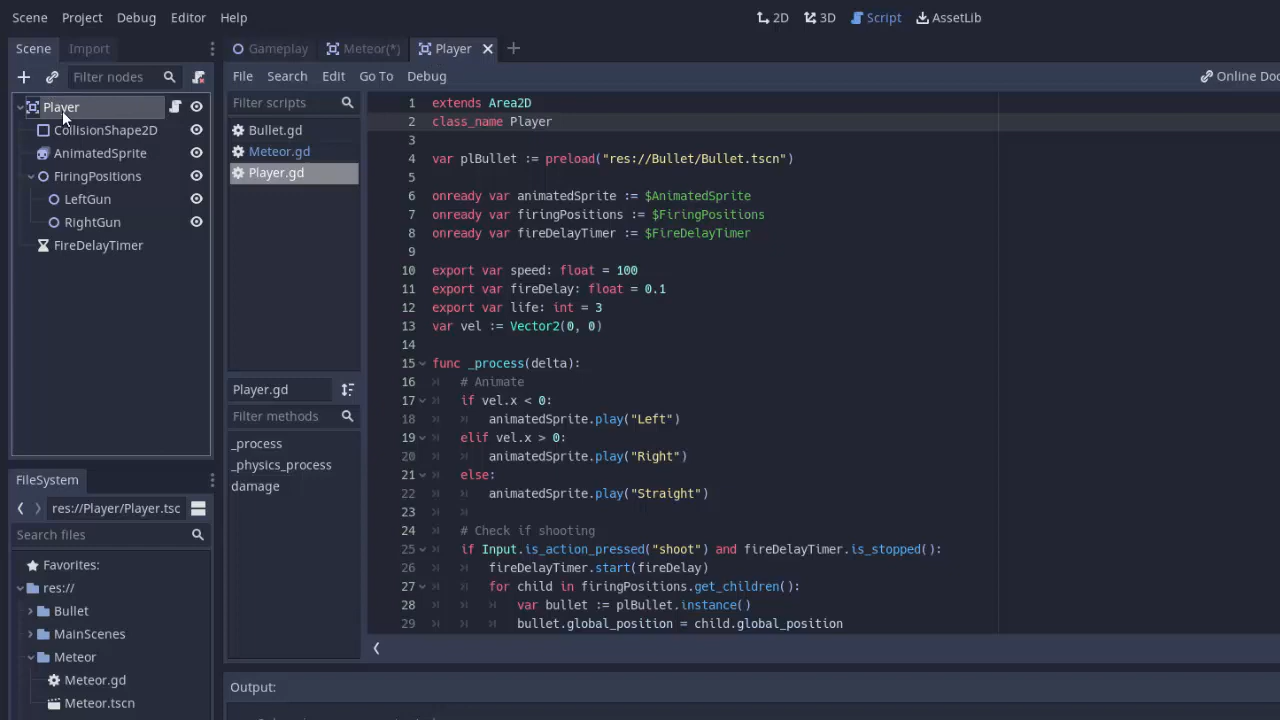 Scene Project Debug Editor Help 2D 3D Script AssetLib
Scene Import Gameplay Meteor(*) Player
Filter nodes File Search Edit Go To Debug Online Doc
Player
CollisionShape2D
AnimatedSprite
FiringPositions
LeftGun
RightGun
FireDelayTimer
Filter scripts
Bullet.gd
Meteor.gd
Player.gd
Player.gd
Filter methods
_process
_physics_process
damage
1 extends Area2D
2 class_name Player
3
4 var plBullet := preload("res://Bullet/Bullet.tscn")
5
6 onready var animatedSprite := $AnimatedSprite
7 onready var firingPositions := $FiringPositions
8 onready var fireDelayTimer := $FireDelayTimer
9
10 export var speed: float = 100
11 export var fireDelay: float = 0.1
12 export var life: int = 3
13 var vel := Vector2(0, 0)
14
15 func _process(delta):
16 # Animate
17 if vel.x < 0:
18 animatedSprite.play("Left")
19 elif vel.x > 0:
20 animatedSprite.play("Right")
21 else:
22 animatedSprite.play("Straight")
23
24 # Check if shooting
25 if Input.is_action_pressed("shoot") and fireDelayTimer.is_stopped():
26 fireDelayTimer.start(fireDelay)
27 for child in firingPositions.get_children():
28 var bullet := plBullet.instance()
29 bullet.global_position = child.global_position
FileSystem
res://Player/Player.tsc
Search files
Favorites:
res://
Bullet
MainScenes
Meteor
Meteor.gd
Meteor.tscn
Output: